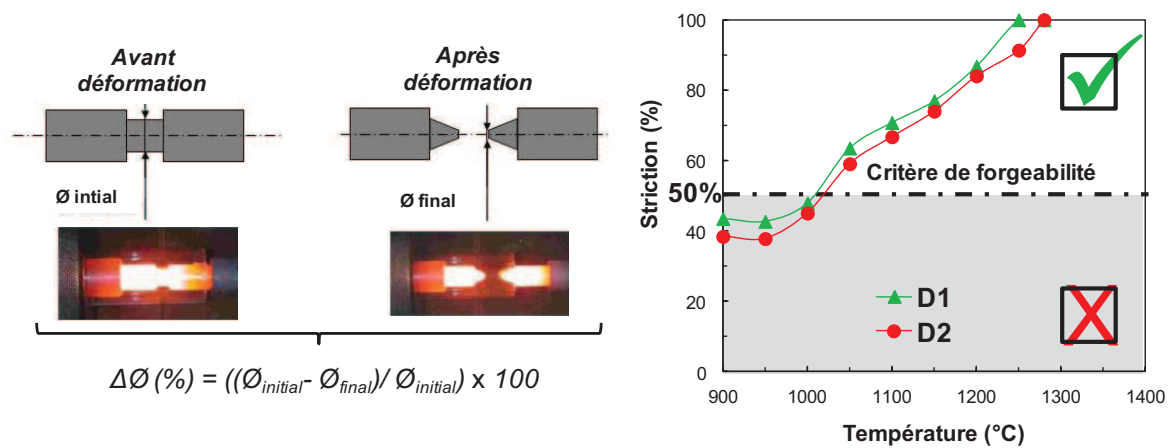 Avant
déformation
Après
déformation
Ø intial
Ø final
ΔØ (%) = ((Øinitial- Øfinal)/ Øinitial) x 100
Striction (%)
100
80
60
50%
40
20
0
Critère de forgeabilité
D1
D2
900
1000
1100
1200
1300
1400
Température (°C)